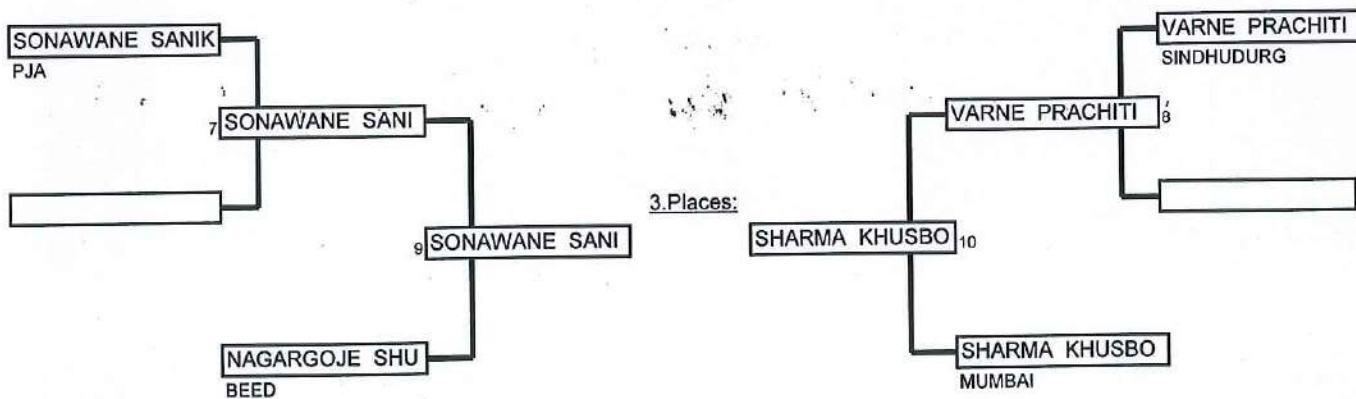 SONAWANE SANIK
PJA
VARNE PRACHITI
SINDHUDURG
7 SONAWANE SANI
VARNE PRACHITI 8
3.Places:
9 SONAWANE SANI
SHARMA KHUSBO 10
NAGARGOJE SHU
BEED
SHARMA KHUSBO
MUMBAI